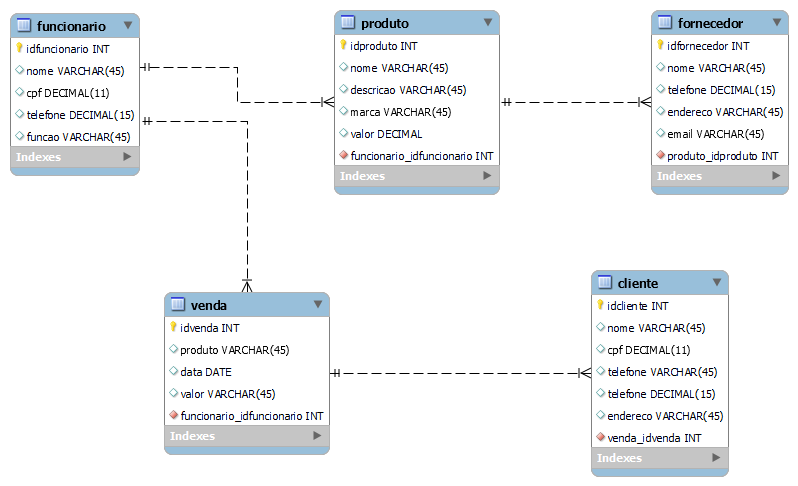 funcionario
idfuncionario INT
nome VARCHAR(45)
cpf DECIMAL(11)
telefone DECIMAL(15)
funcao VARCHAR(45)
Indexes
produto
idproduto INT
nome VARCHAR(45)
descricao VARCHAR(45)
marca VARCHAR(45)
valor DECIMAL
funcionario_idfuncionario INT
Indexes
fornecedor
idfornecedor INT
nome VARCHAR(45)
telefone DECIMAL(15)
endereco VARCHAR(45)
email VARCHAR(45)
produto_idproduto INT
Indexes
venda
idvenda INT
produto VARCHAR(45)
data DATE
valor VARCHAR(45)
funcionario_idfuncionario INT
Indexes
cliente
idcliente INT
nome VARCHAR(45)
cpf DECIMAL(11)
telefone VARCHAR(45)
telefone DECIMAL(15)
endereco VARCHAR(45)
venda_idvenda INT
Indexes